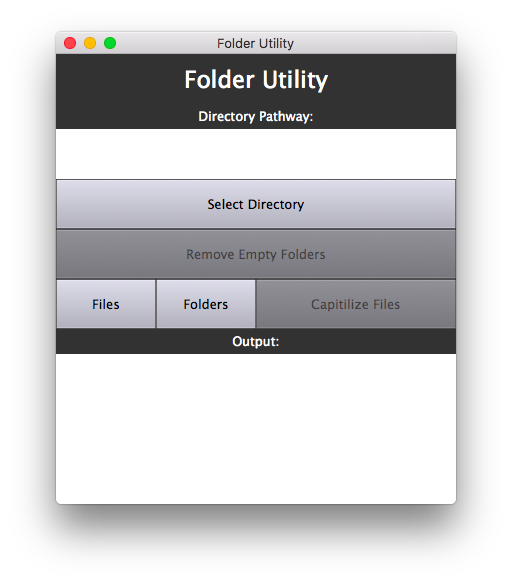 Folder Utility
Folder Utility
Directory Pathway:
Select Directory
Remove Empty Folders
Files Folders Capitilize Files
Output: